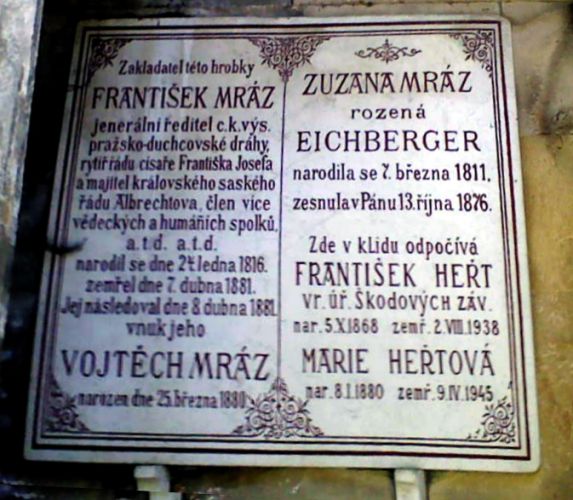 Zakladatel této hrobky
FRANTIŠEK MRÁZ
jenerální ředitel c.k.výs.
pražsko-duchcovské dráhy,
rytíř řádu císaře Františka Josefa
a majitel královského saského
řádu Albrechtova, člen více
vědeckých a humáních spolků,
a.t.d. a.t.d.
narodil se dne ledna 1816.
zemřel dne 7. dubna 1881.
Jej následoval dne 8 dubna 1881
vnuk jeho
VOJTĚCH MRÁZ
narozen dne 25. března 1880
ZUZANA MRÁZ
rozená
EICHBERGER
narodila se 7. března 1811.
zesnula v Pánu 13. října 1876.
Zde v klidu odpočívá
FRANTIŠEK HEŘT
vr. úř. Škodových záv.
nar. 5.X.1868 zemř. 2.VIII.1938
MARIE HEŘTOVÁ
nar. 8.I.1880 zemř. 9.IV.1945